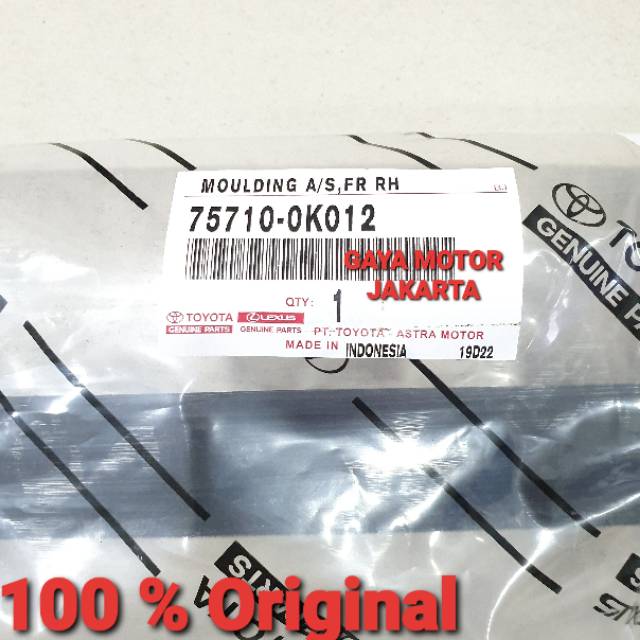 MOULDING A/S,FR RH
75710-0K012
GAYA MOTOR
JAKARTA
QTY: 1
TOYOTA LEXUS
GENUINE PARTS GENUINE PARTS PT. TOYOTA ASTRA MOTOR
MADE IN INDONESIA 19D22
GENUINE
100 % Original